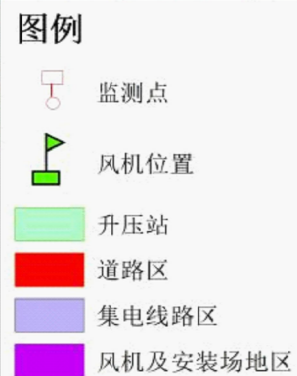 图例
监测点
风机位置
升压站
道路区
集电线路区
风机及安装场地区